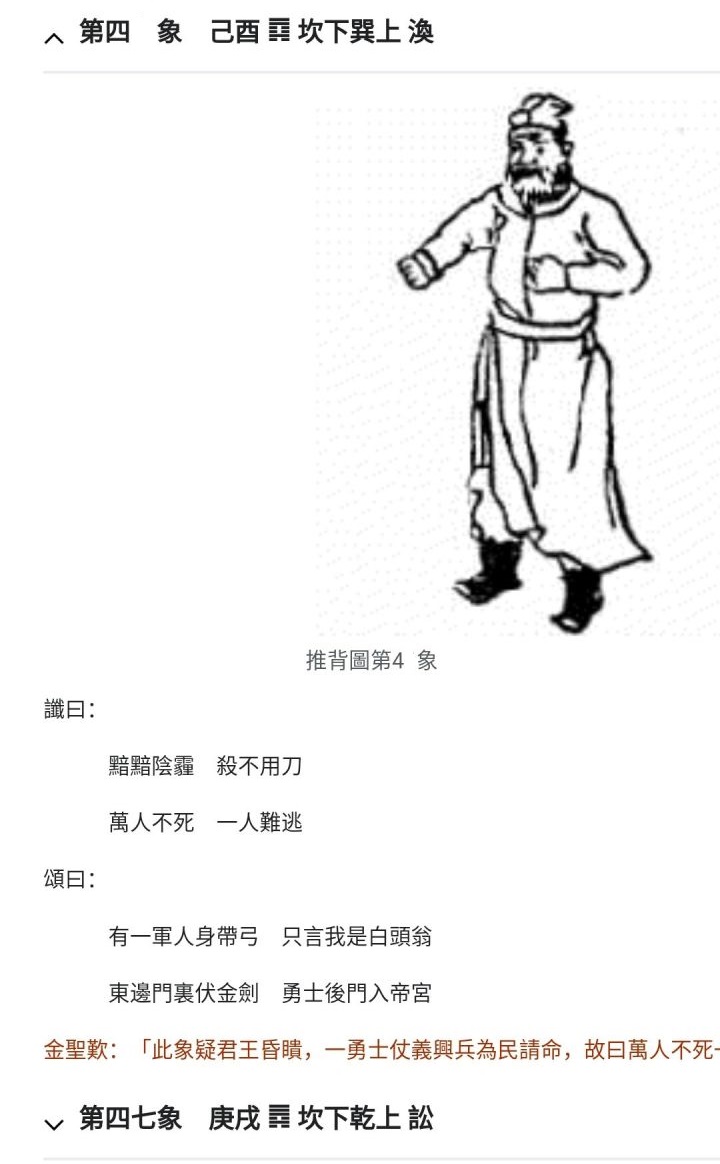 第四 象 己酉 ䷺ 坎下巽上 渙
推背圖第4 象
讖曰：
黯黯陰霾 殺不用刀
萬人不死 一人難逃
頌曰：
有一軍人身帶弓 只言我是白頭翁
東邊門裏伏金劍 勇士後門入帝宮
金聖歎：「此象疑君王昏瞶，一勇士仗義興兵為民請命，故曰萬人不死
第四七象 庚戌 ䷅ 坎下乾上 訟